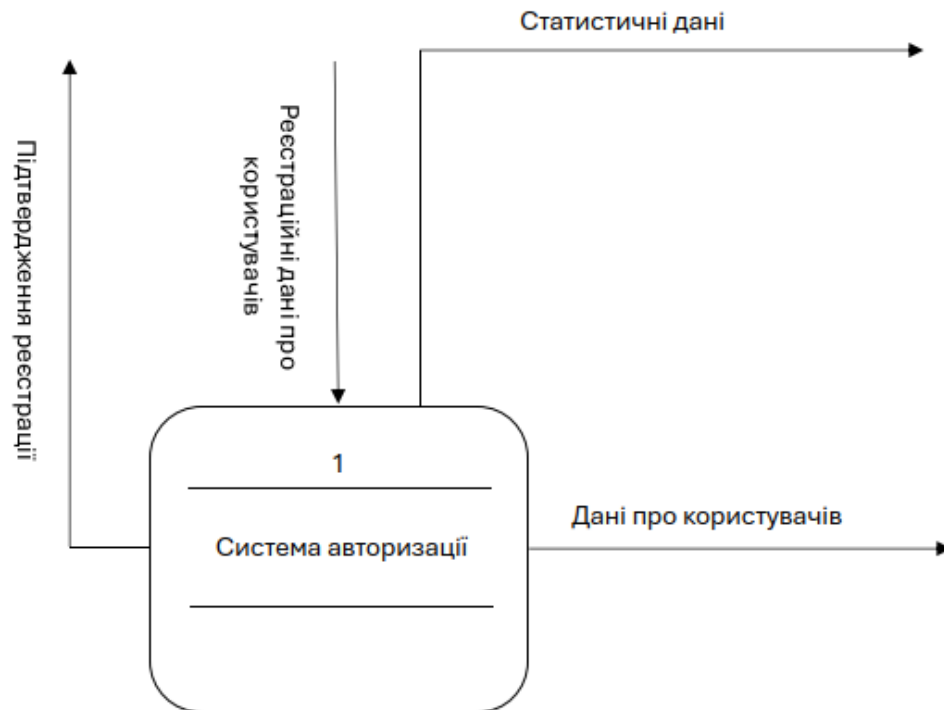 Статистичні дані
Підтвердження реєстрації
Реєстраційні дані про
користувачів
1
Система авторизації
Дані про користувачів